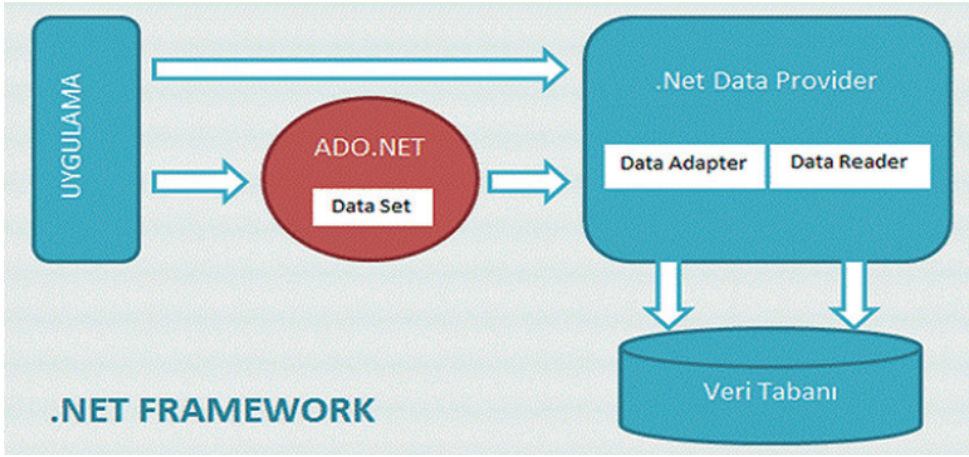 UYGULAMA
ADO.NET
Data Set
.Net Data Provider
Data Adapter
Data Reader
Veri Tabanı
.NET FRAMEWORK